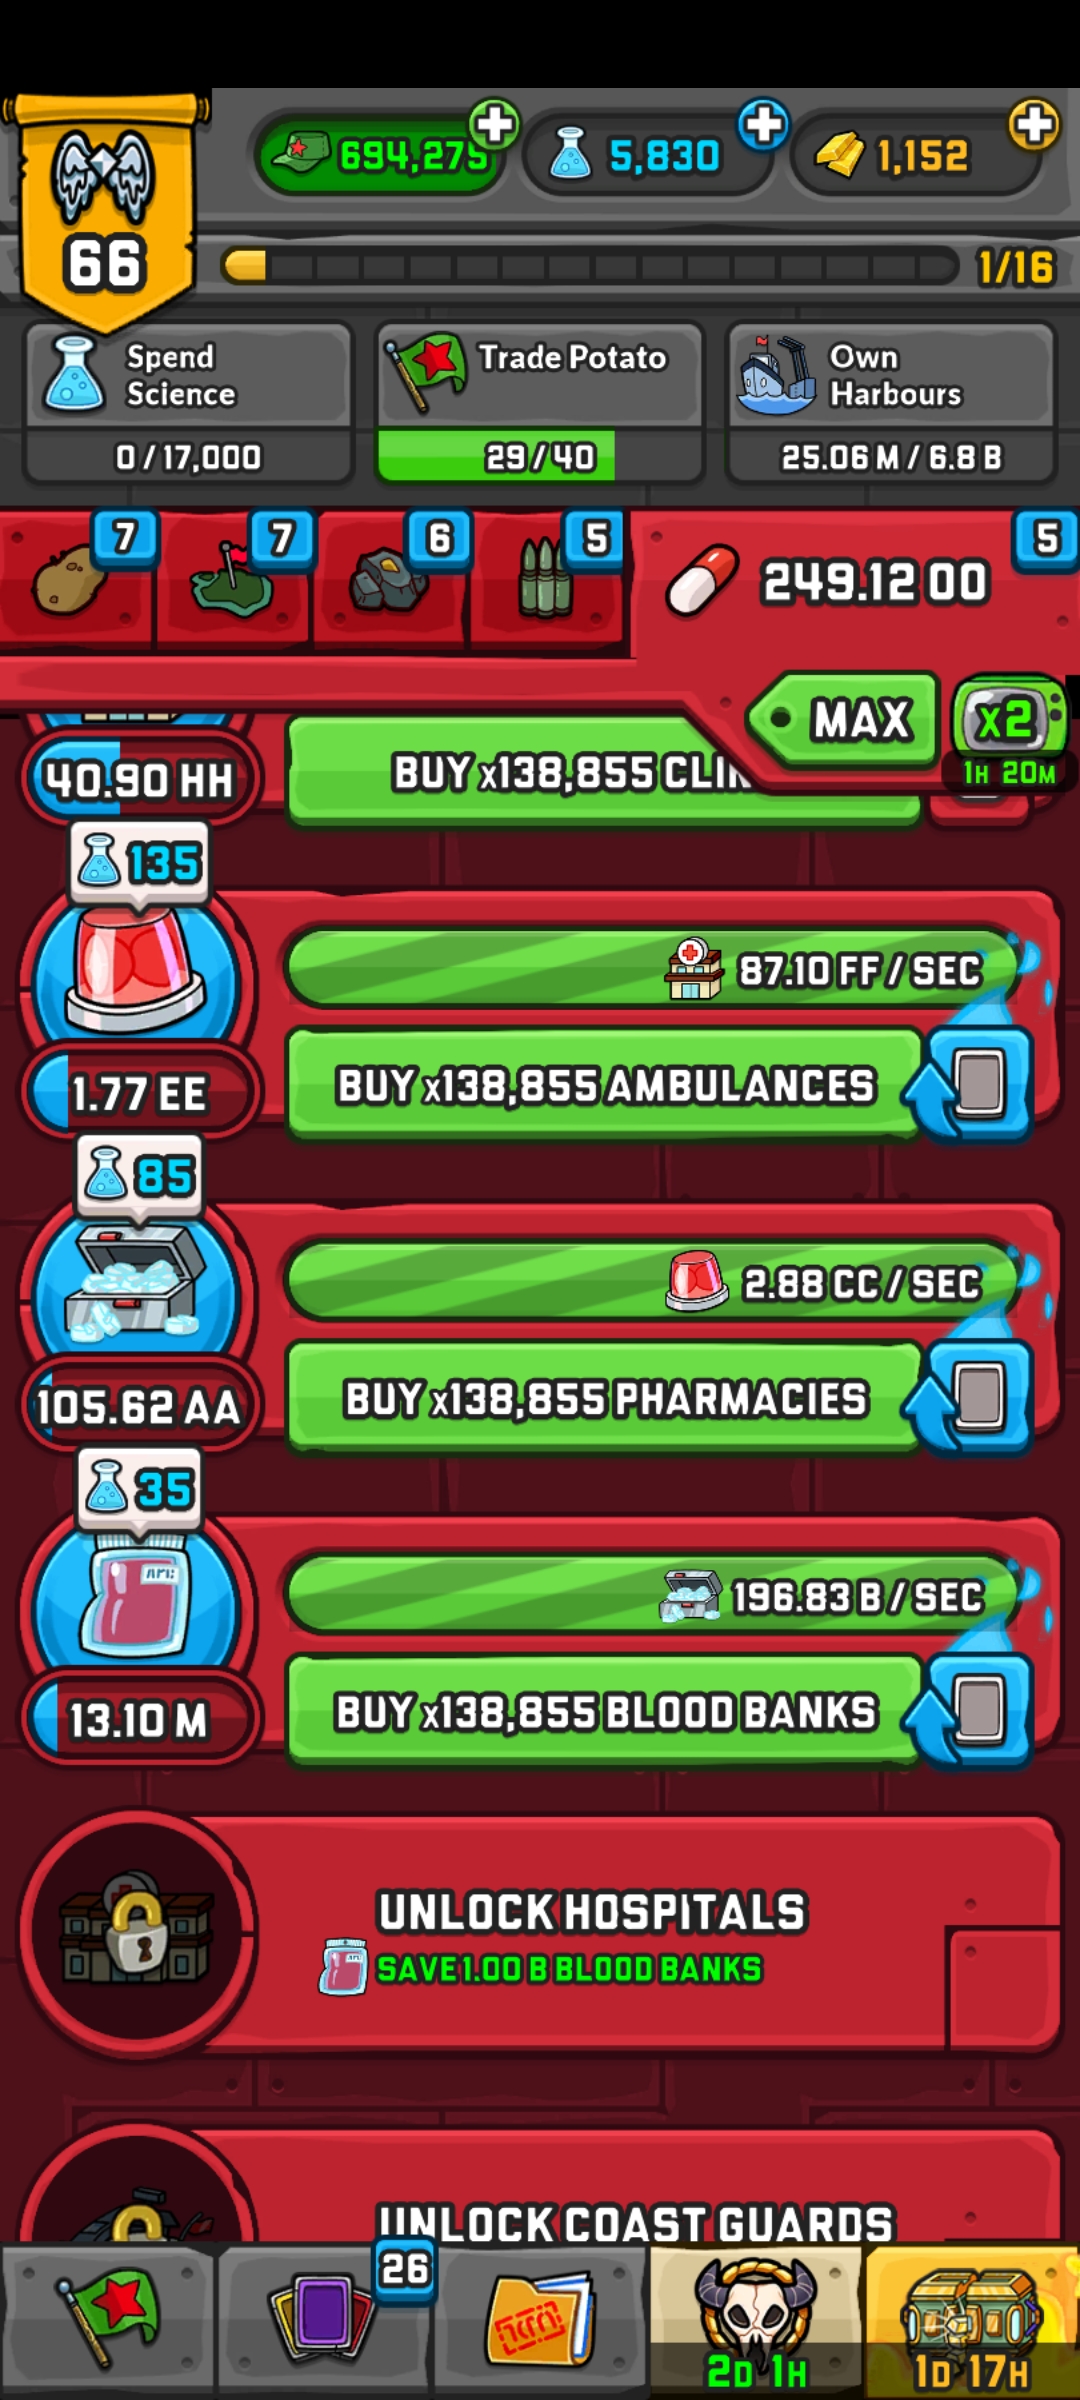 694,275
5,830
1,152
66
1/16
Spend
Science
0/17,000
Trade Potato
29/40
Own
Harbours
25.06 M/6.8 B
7
7
6
5
249.12 OO
5
MAX
x2
1H 20M
40.90 HH
BUY x138,855
135
87.10 FF/SEC
1.77 EE
BUY x138,855 AMBULANCES
85
2.88 CC/SEC
105.62 AA
BUY x138,855 PHARMACIES
35
196.83 B/SEC
13.10 M
BUY x138,855 BLOOD BANKS
UNLOCK HOSPITALS
SAVE 1.00 B BLOOD BANKS
UNLOCK COAST GUARDS
26
2D 1H
1D 17H